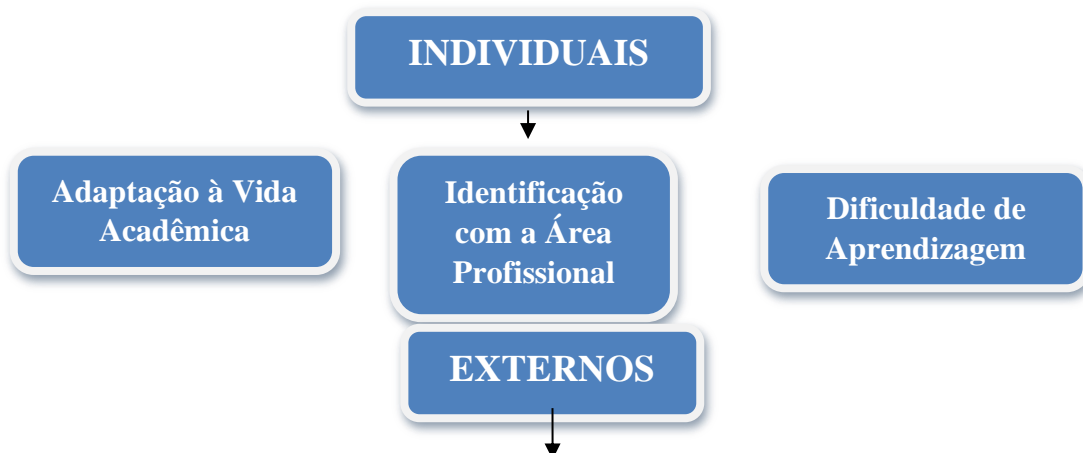 INDIVIDUAIS
Adaptação à Vida
Acadêmica
Identificação
com a Área
Profissional
Dificuldade de
Aprendizagem
EXTERNOS